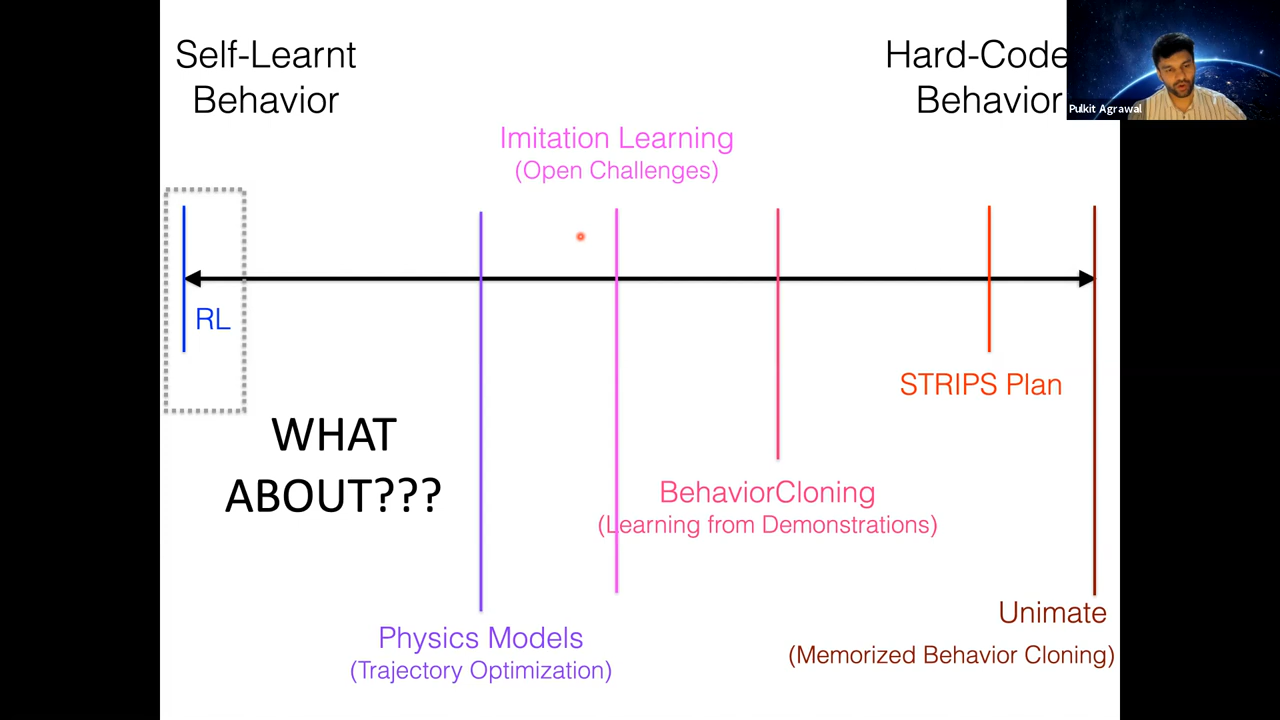 Self-Learnt
Behavior
Hard-Code
Behavior
Pulkit Agrawal
Imitation Learning
(Open Challenges)
RL
STRIPS Plan
WHAT
ABOUT???
BehaviorCloning
(Learning from Demonstrations)
Unimate
Physics Models
(Memorized Behavior Cloning)
(Trajectory Optimization)